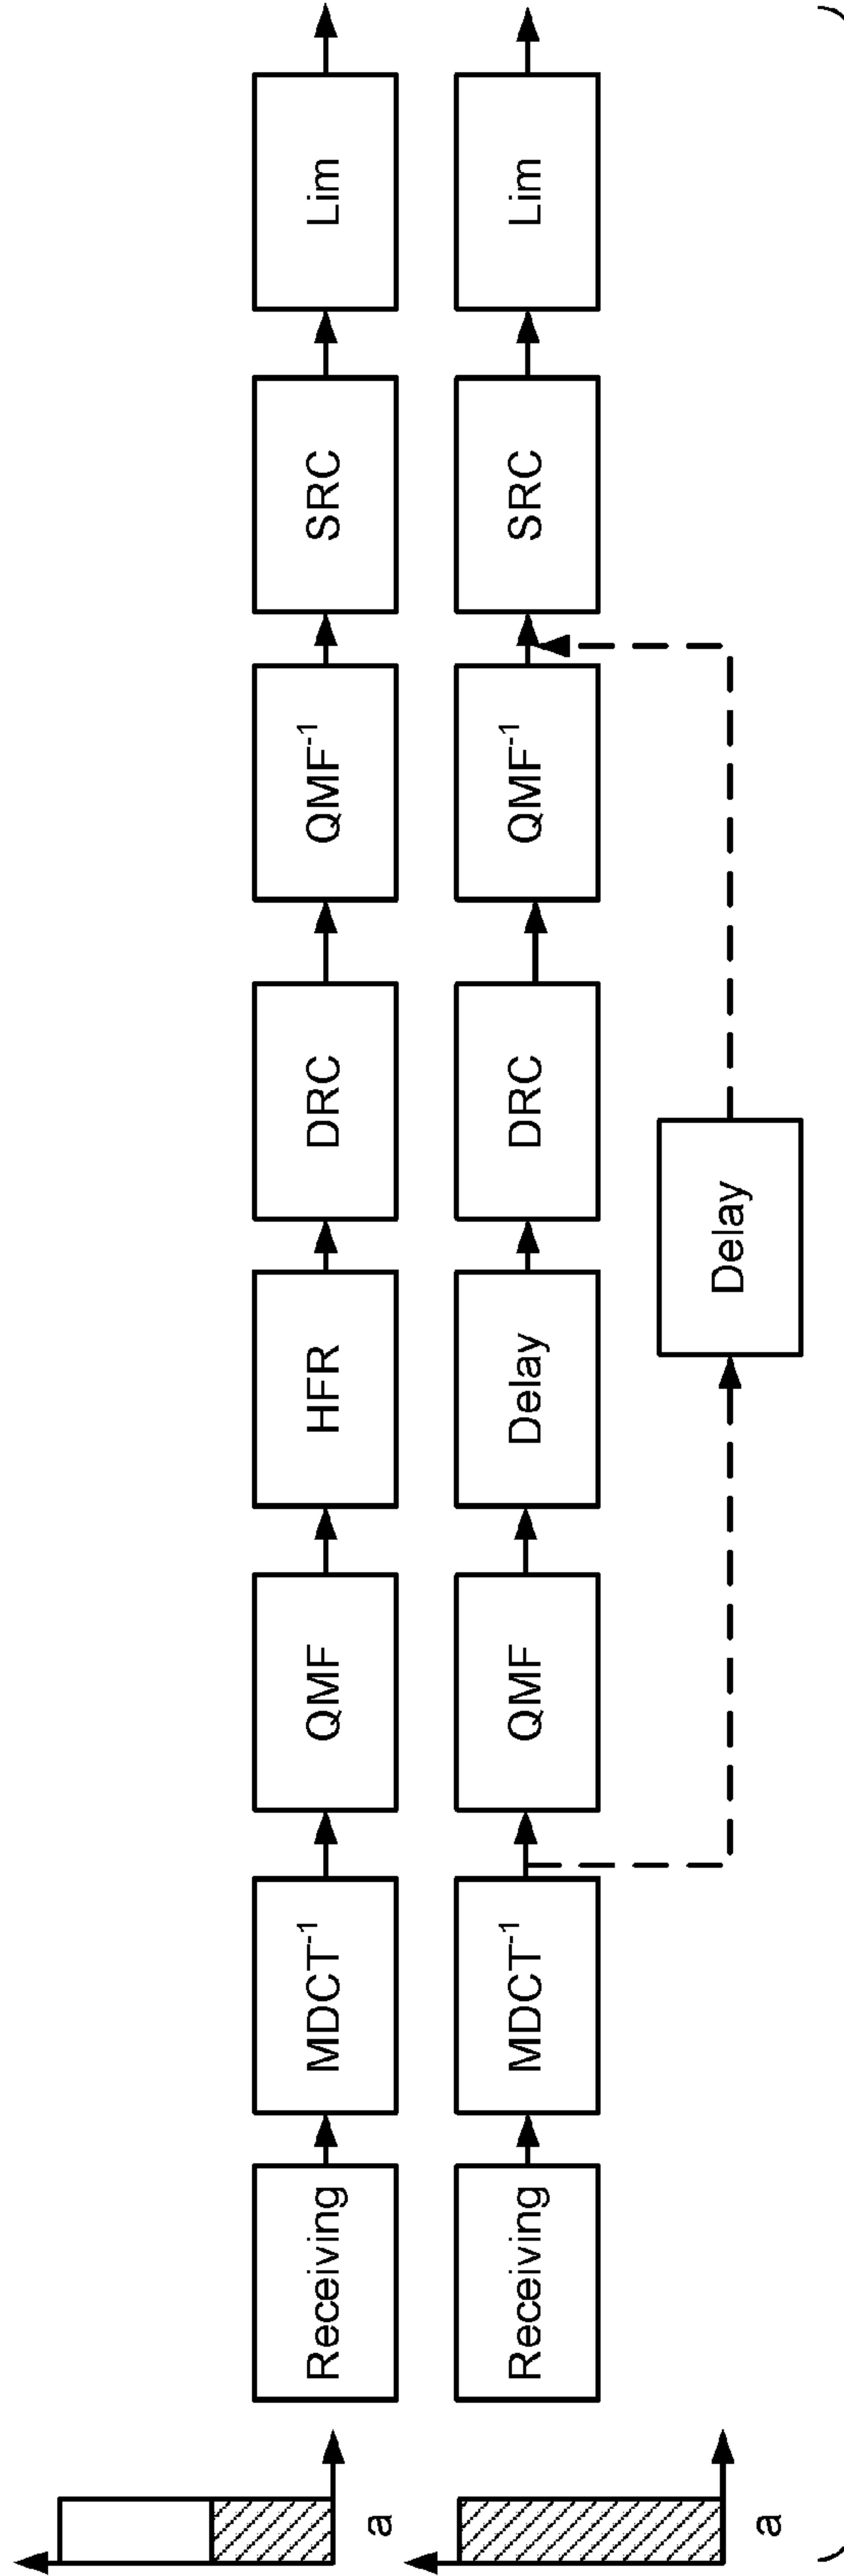 a
Receiving
MDCT⁻¹
QMF
HFR
DRC
QMF⁻¹
SRC
Lim
a
Receiving
MDCT⁻¹
QMF
Delay
DRC
QMF⁻¹
SRC
Lim
Delay